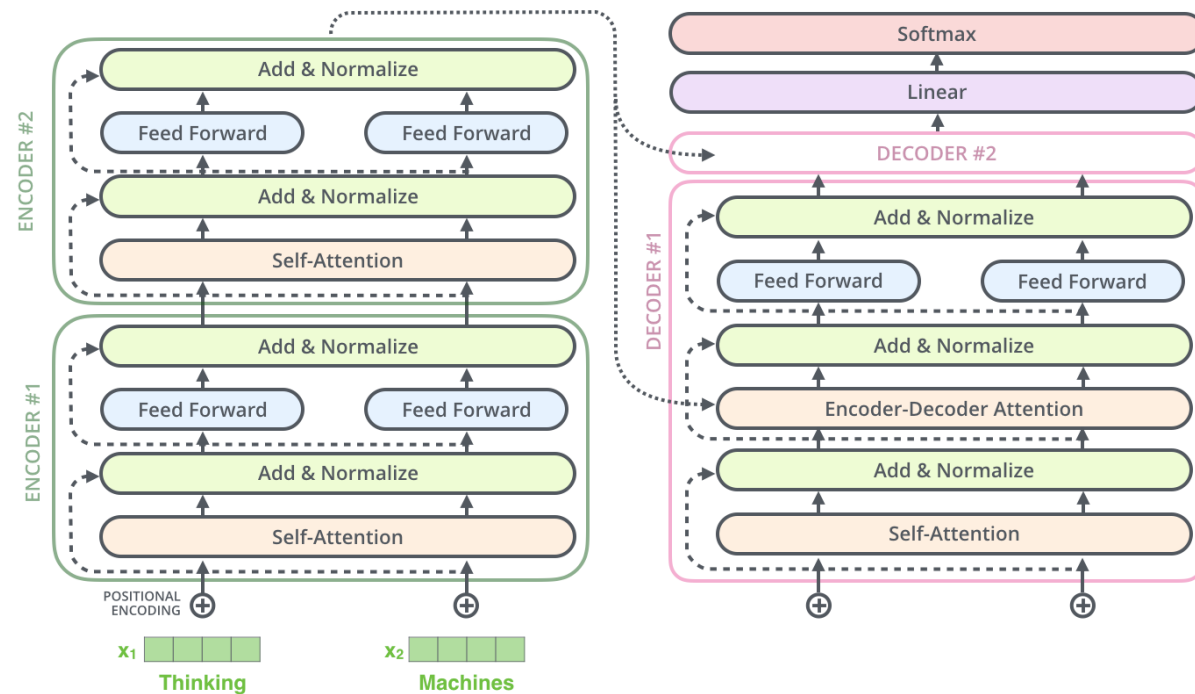 ENCODER #2
Add & Normalize
Feed Forward
Feed Forward
Add & Normalize
Self-Attention
ENCODER #1
Add & Normalize
Feed Forward
Feed Forward
Add & Normalize
Self-Attention
POSITIONAL
ENCODING
x1
x2
Thinking
Machines
Softmax
Linear
DECODER #2
DECODER #1
Add & Normalize
Feed Forward
Feed Forward
Add & Normalize
Encoder-Decoder Attention
Add & Normalize
Self-Attention